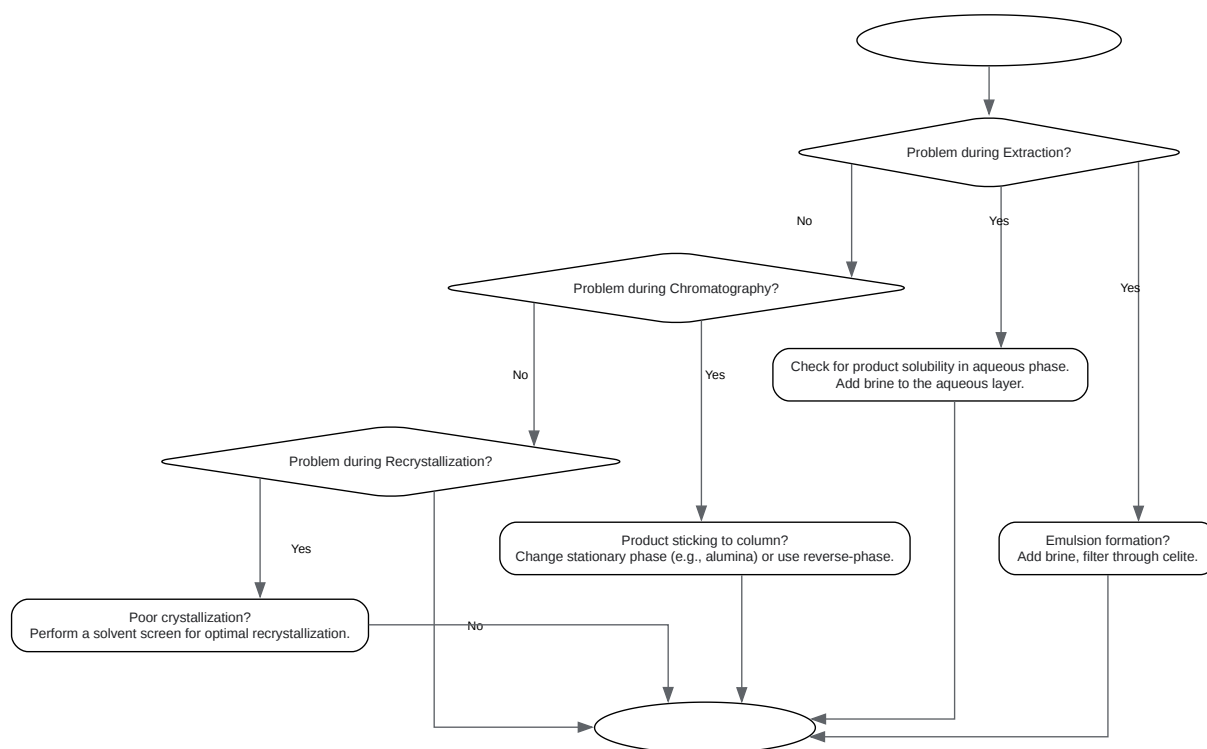 Problem during Extraction?
No
Yes
Yes
Problem during Chromatography?
No
Yes
Check for product solubility in aqueous phase.
Add brine to the aqueous layer.
Problem during Recrystallization?
Yes
Product sticking to column?
Change stationary phase (e.g., alumina) or use reverse-phase.
Emulsion formation?
Add brine, filter through celite.
Poor crystallization?
Perform a solvent screen for optimal recrystallization.
No